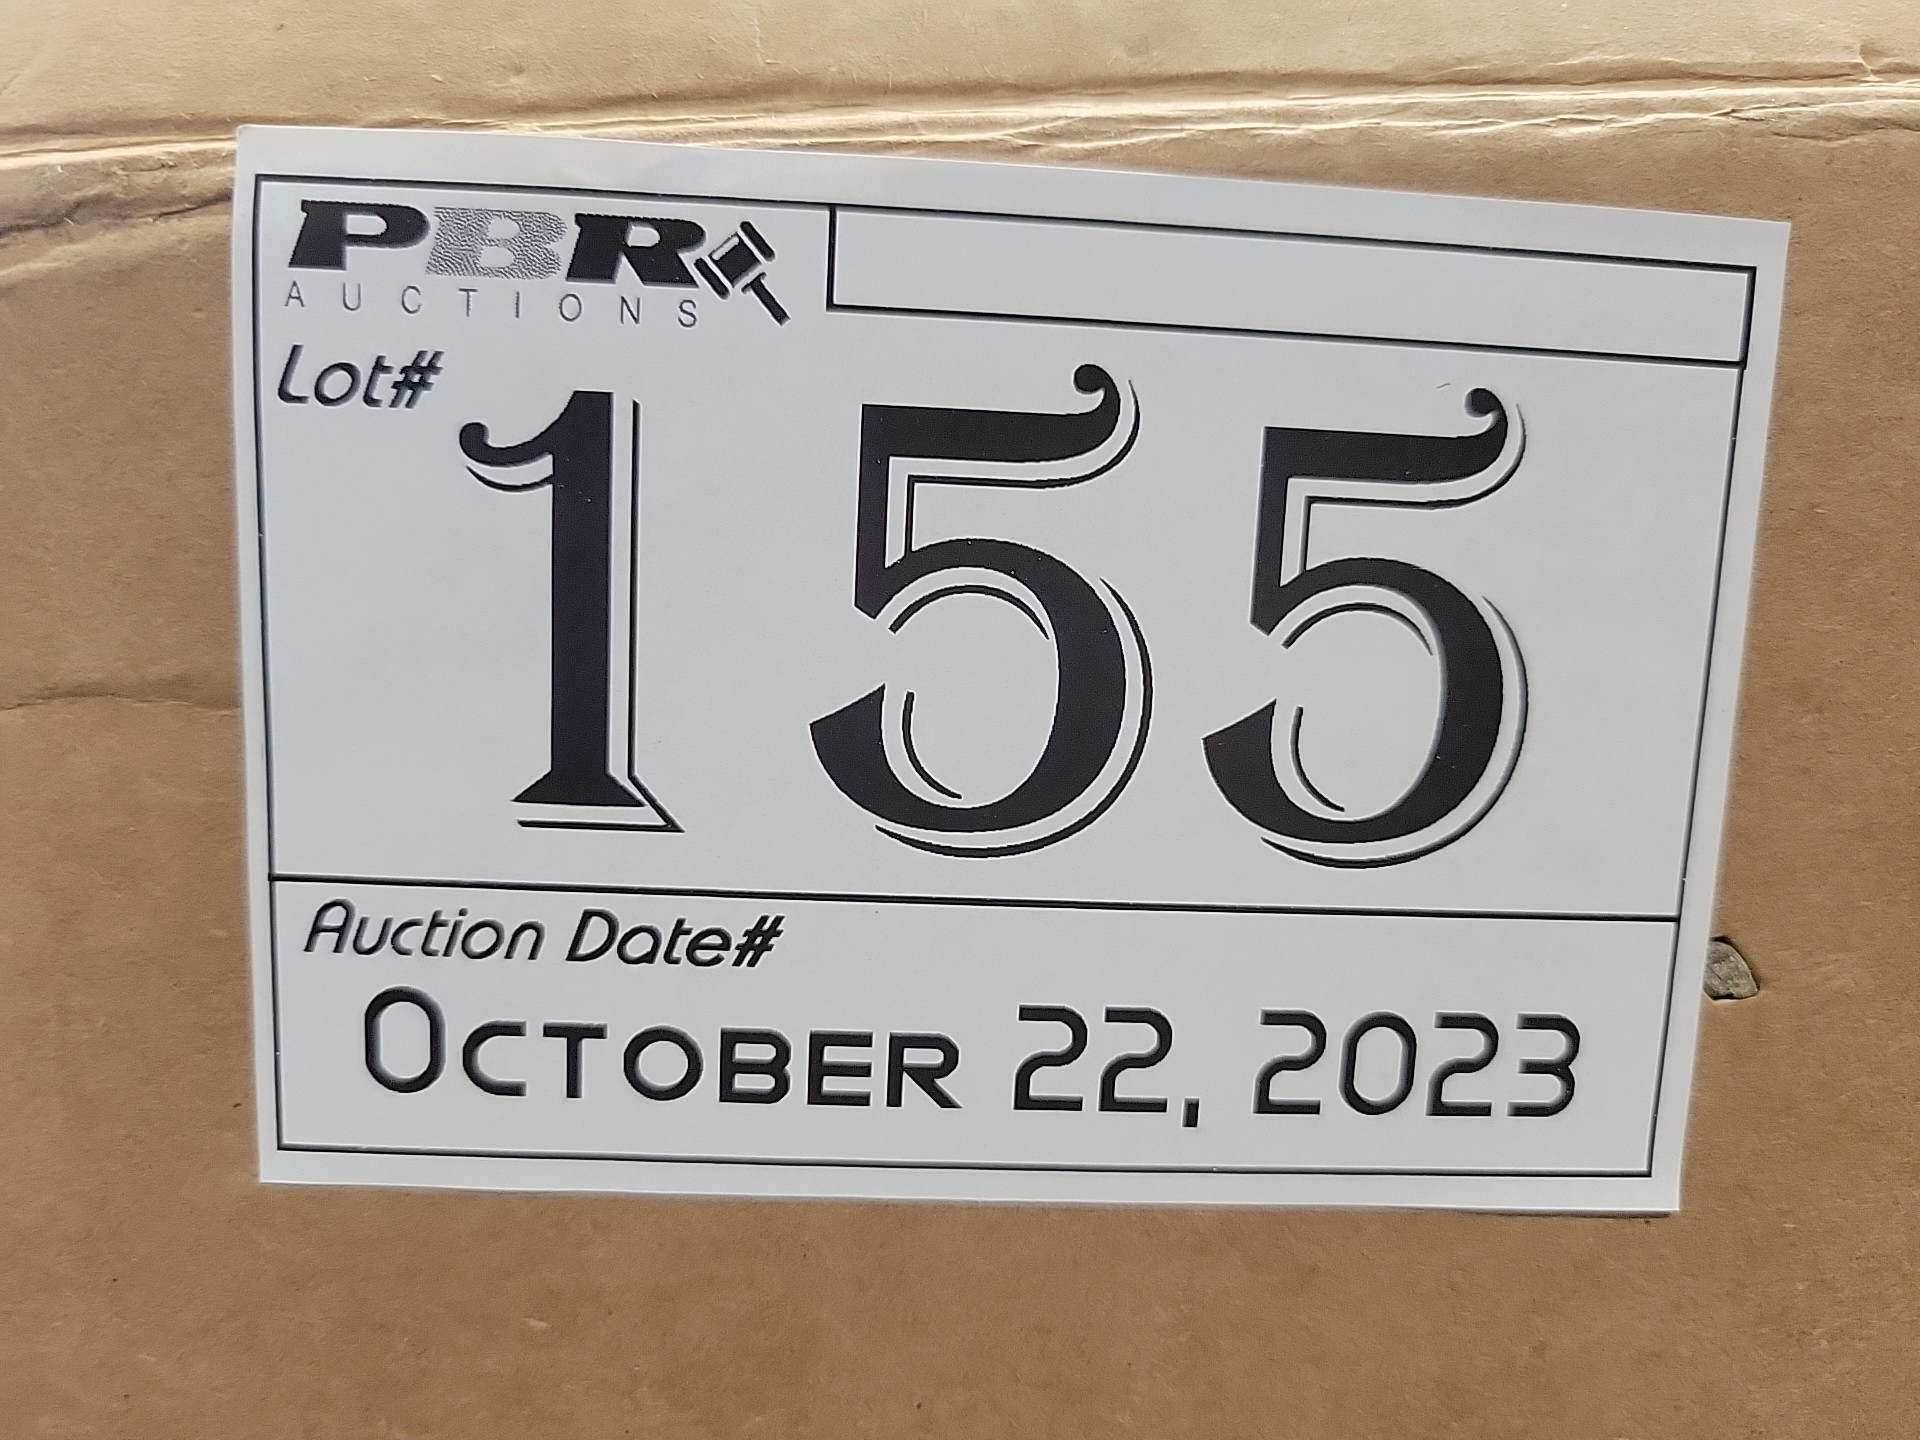 PBR
AUCTIONS
Lot#
155
Auction Date#
October 22, 2023